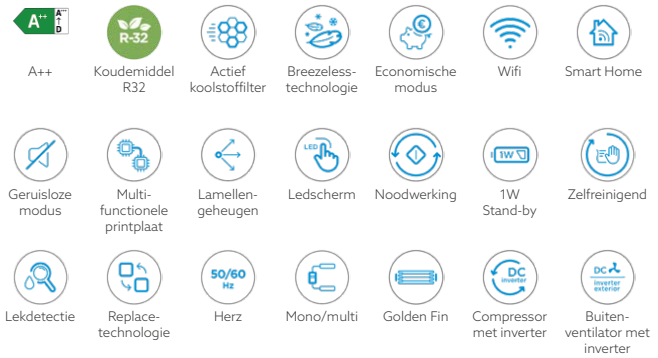 A++
A++
↑
D
R-32
€
A++
Koudemiddel
R32
Actief
koolstoffilter
Breezeless-
technologie
Economische
modus
Wifi
Smart Home
LED
1W
Geruisloze
modus
Multi-
functionele
printplaat
Lamellen-
geheugen
Ledscherm
Noodwerking
1W
Stand-by
Zelfreinigend
50/60
Hz
DC
inverter
DC
inverter
exterior
Lekdetectie
Replace-
technologie
Herz
Mono/multi
Golden Fin
Compressor
met inverter
Buiten-
ventilator met
inverter